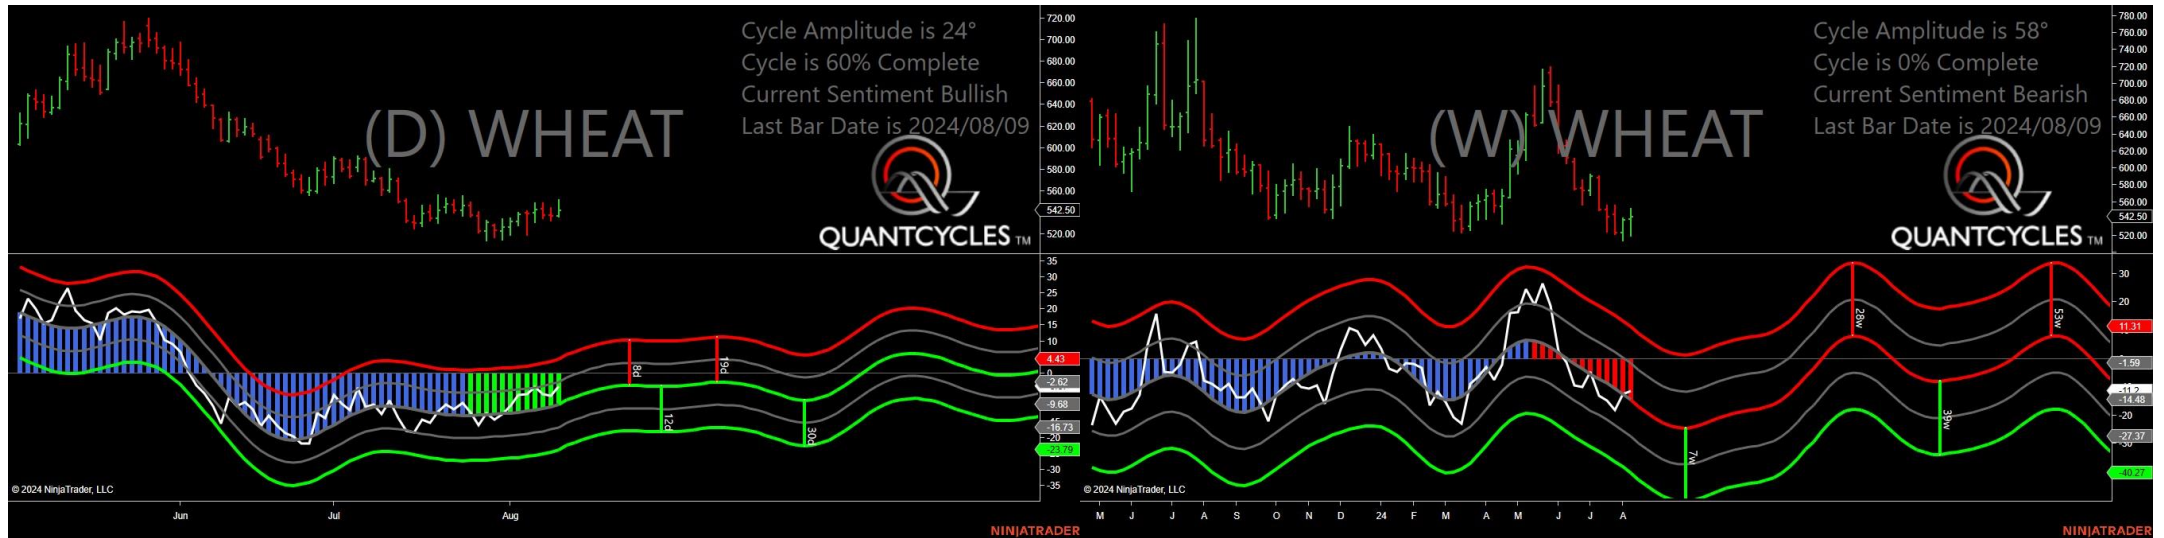 Cycle Amplitude is 24°
Cycle is 60% Complete
Current Sentiment Bullish
Last Bar Date is 2024/08/09
(D) WHEAT
QUANTCYCLES TM
720.00
700.00
680.00
660.00
640.00
620.00
600.00
580.00
560.00
542.50
520.00
35
30
25
20
15
10
4.43
0
-2.62
-9.68
-16.73
-20
-23.79
-30
-35
8d
12d
19d
30d
© 2024 NinjaTrader, LLC
Jun
Jul
Aug
NINJATRADER
Cycle Amplitude is 58°
Cycle is 0% Complete
Current Sentiment Bearish
Last Bar Date is 2024/08/09
(W) WHEAT
QUANTCYCLES TM
780.00
760.00
740.00
720.00
700.00
680.00
660.00
640.00
620.00
600.00
580.00
560.00
542.50
520.00
30
20
11.31
-1.59
-11.2
-14.48
-20
-27.37
-40.27
7w
28w
39w
53w
© 2024 NinjaTrader, LLC
M J J A S O N D 24 F M A M J J A
NINJATRADER